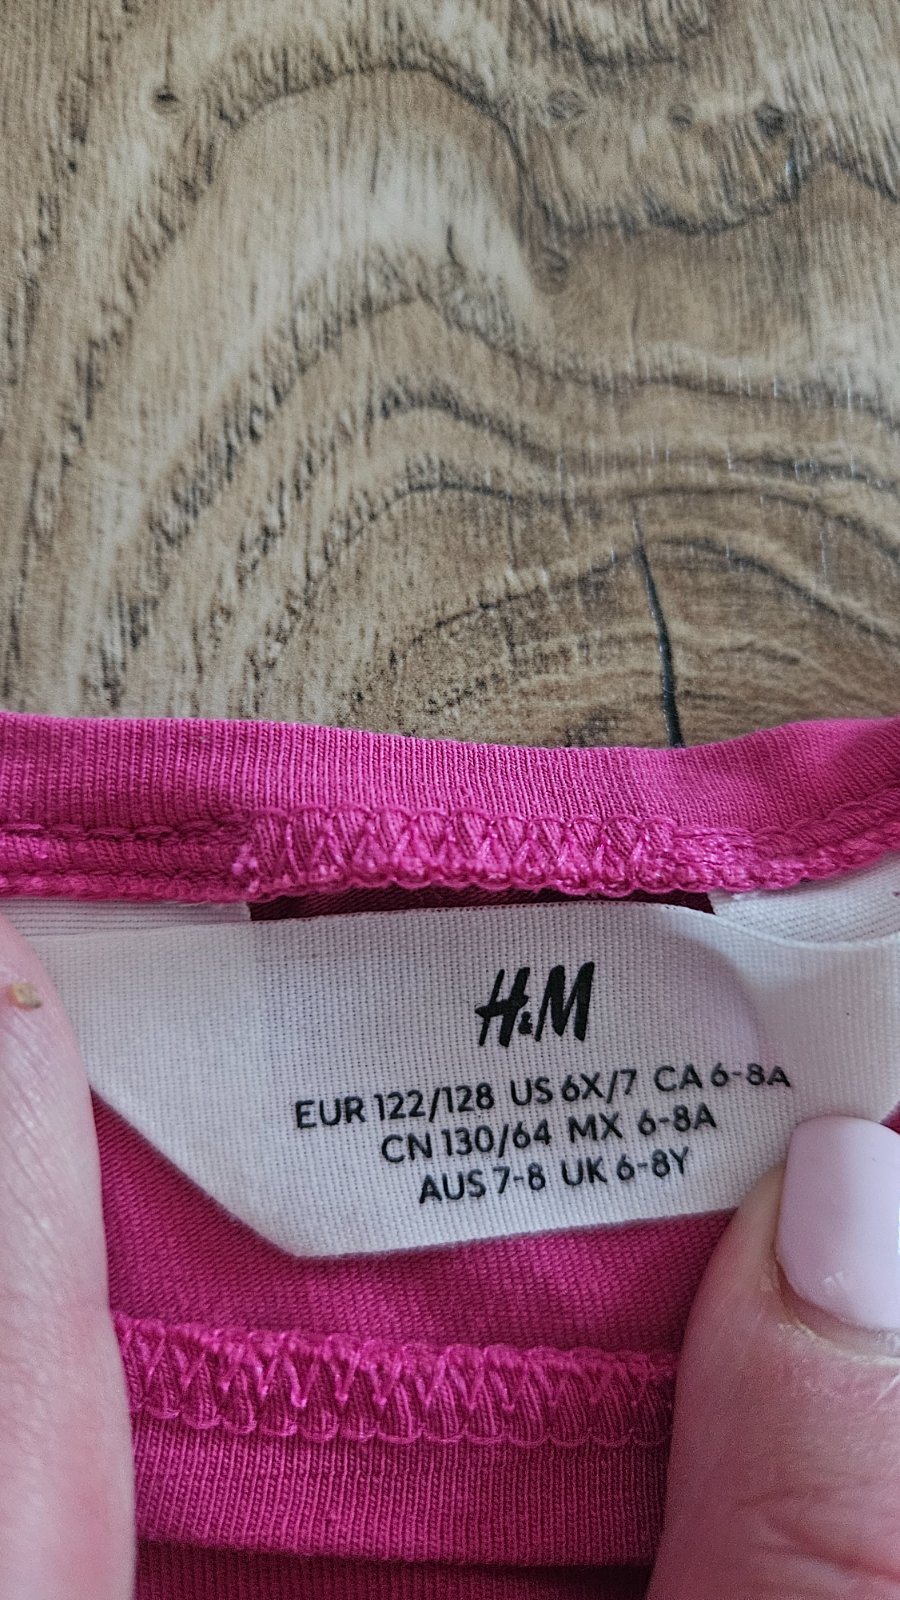 H&M
EUR 122/128 US 6X/7 CA 6-8A
CN 130/64 MX 6-8A
AUS 7-8 UK 6-8Y